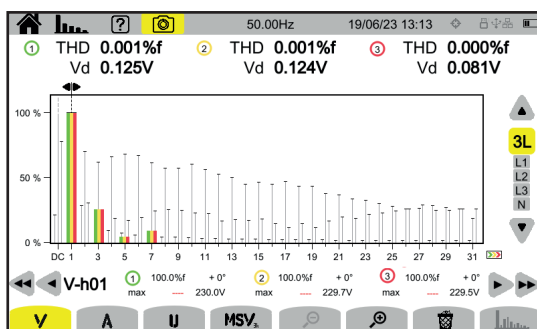 ? 50.00Hz 19/06/23 13:13
1 THD 0.001%f 2 THD 0.001%f 3 THD 0.000%f
Vd 0.125V Vd 0.124V Vd 0.081V
100 %
50 %
0 %
DC 1 3 5 7 9 11 13 15 17 19 21 23 25 27 29 31 >>>
3L
L1
L2
L3
N
V-h01 1 100.0%f + 0° 2 100.0%f + 0° 3 100.0%f + 0°
max ---- 230.0V max ---- 229.7V max ---- 229.5V
V A U MSV